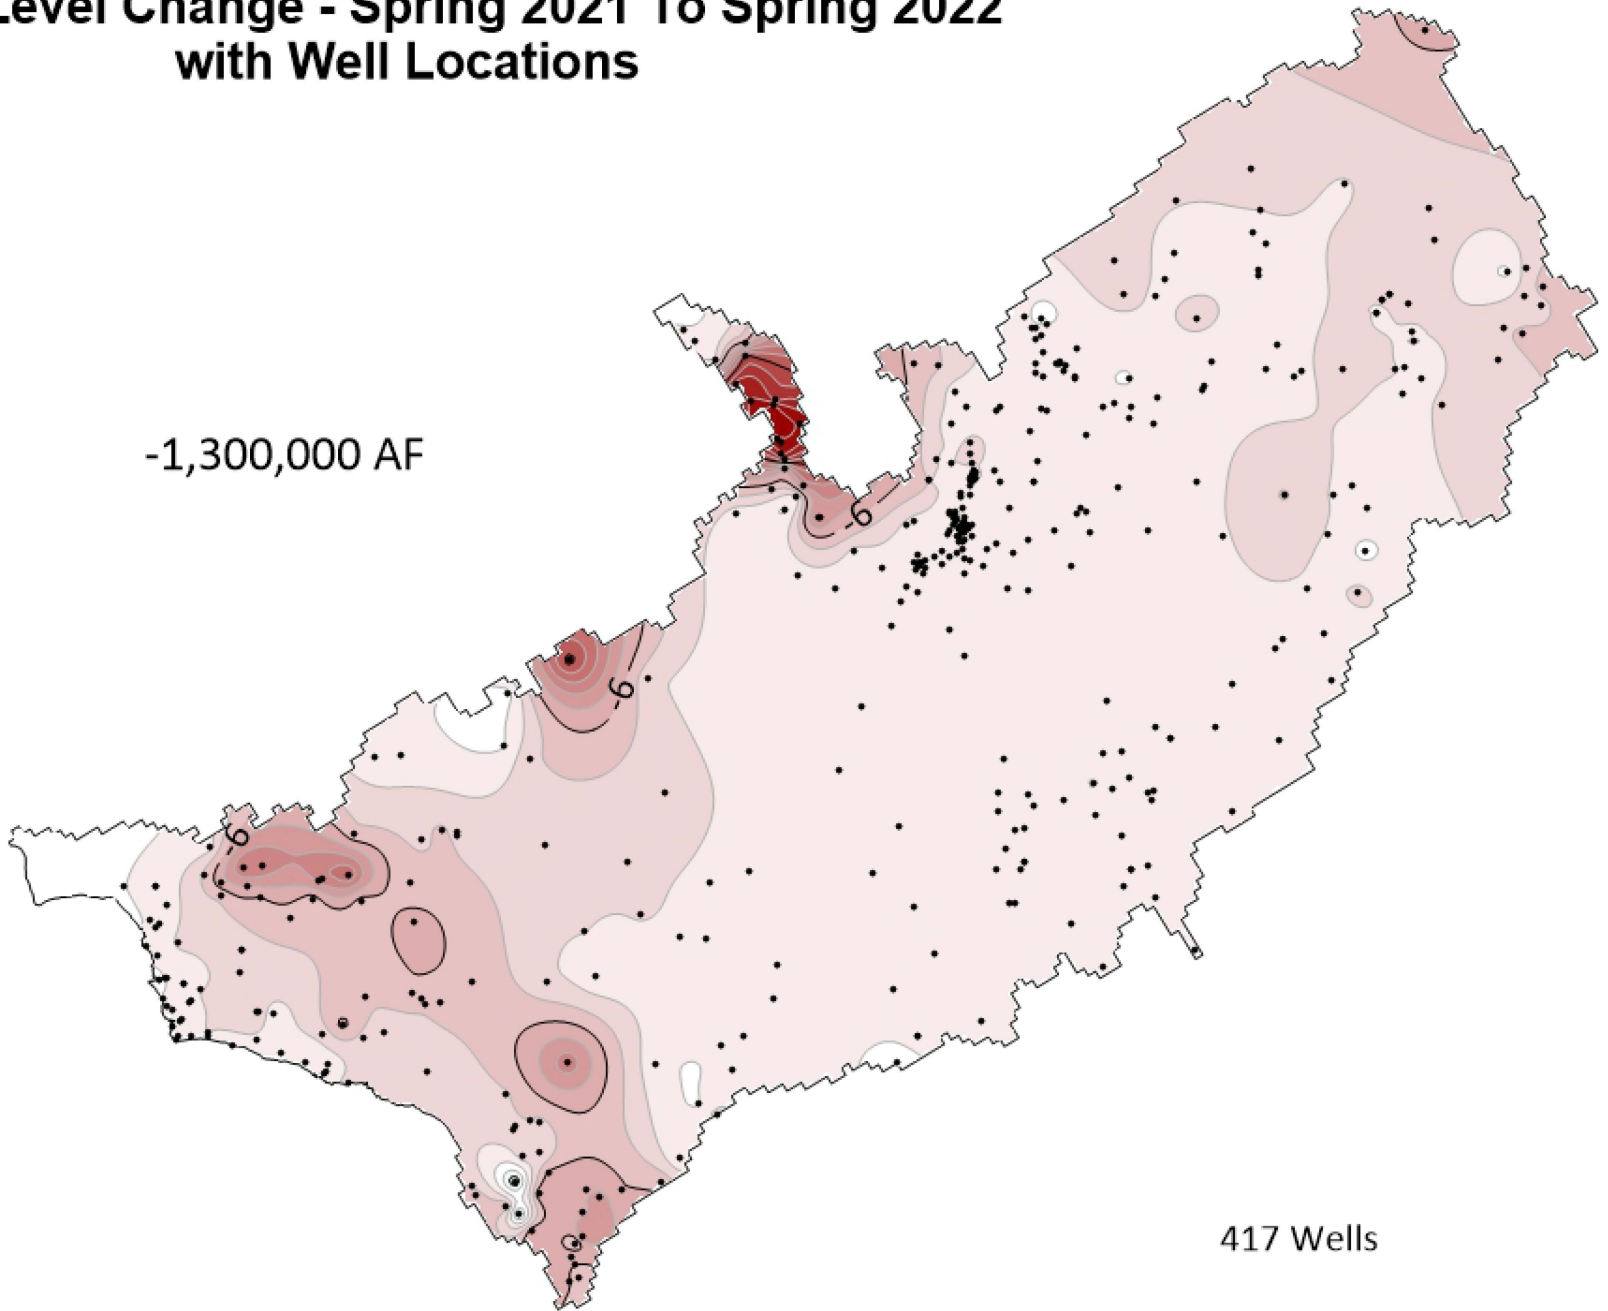 Level Change - Spring 2021 To Spring 2022
with Well Locations
-1,300,000 AF
-6
-6
-6
417 Wells